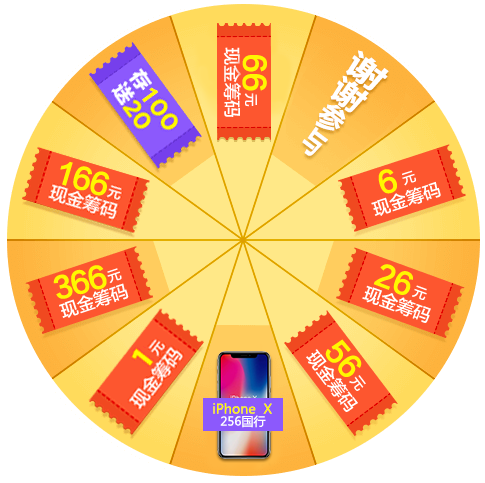 66元
现金筹码
谢谢参与
6元
现金筹码
26元
现金筹码
56元
现金筹码
iPhone X
256国行
1元
现金筹码
366元
现金筹码
166元
现金筹码
存100
送20